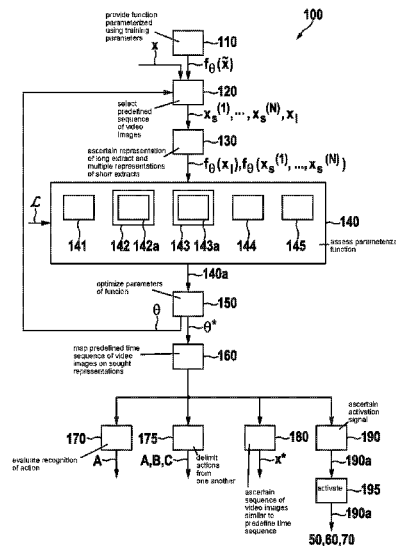 100
provide function
parameterized
using training
parameters
110
x
fθ(x̃)
120
select
predefined
sequence
of video
images
xs(1),···,xs(N),xl
130
ascertain representation
of long extract and
multiple representations
of short extracts
fθ(xl),fθ(xs(1),...,xs(N))
ℒ
140
141
142
142a
143
143a
144
145
assess parameteriza
function
140a
optimize parameters
of funcion
150
θ
θ*
map predefined time
sequence of video
images on sought
representations
160
170
evaluate recognition
of action
A
175
delimit
actions
from
one another
A,B,C
180
ascertain
sequence of
video images
similar to
predefine time
sequence
x*
ascertain
activation
signal
190
190a
activate
195
190a
50,60,70